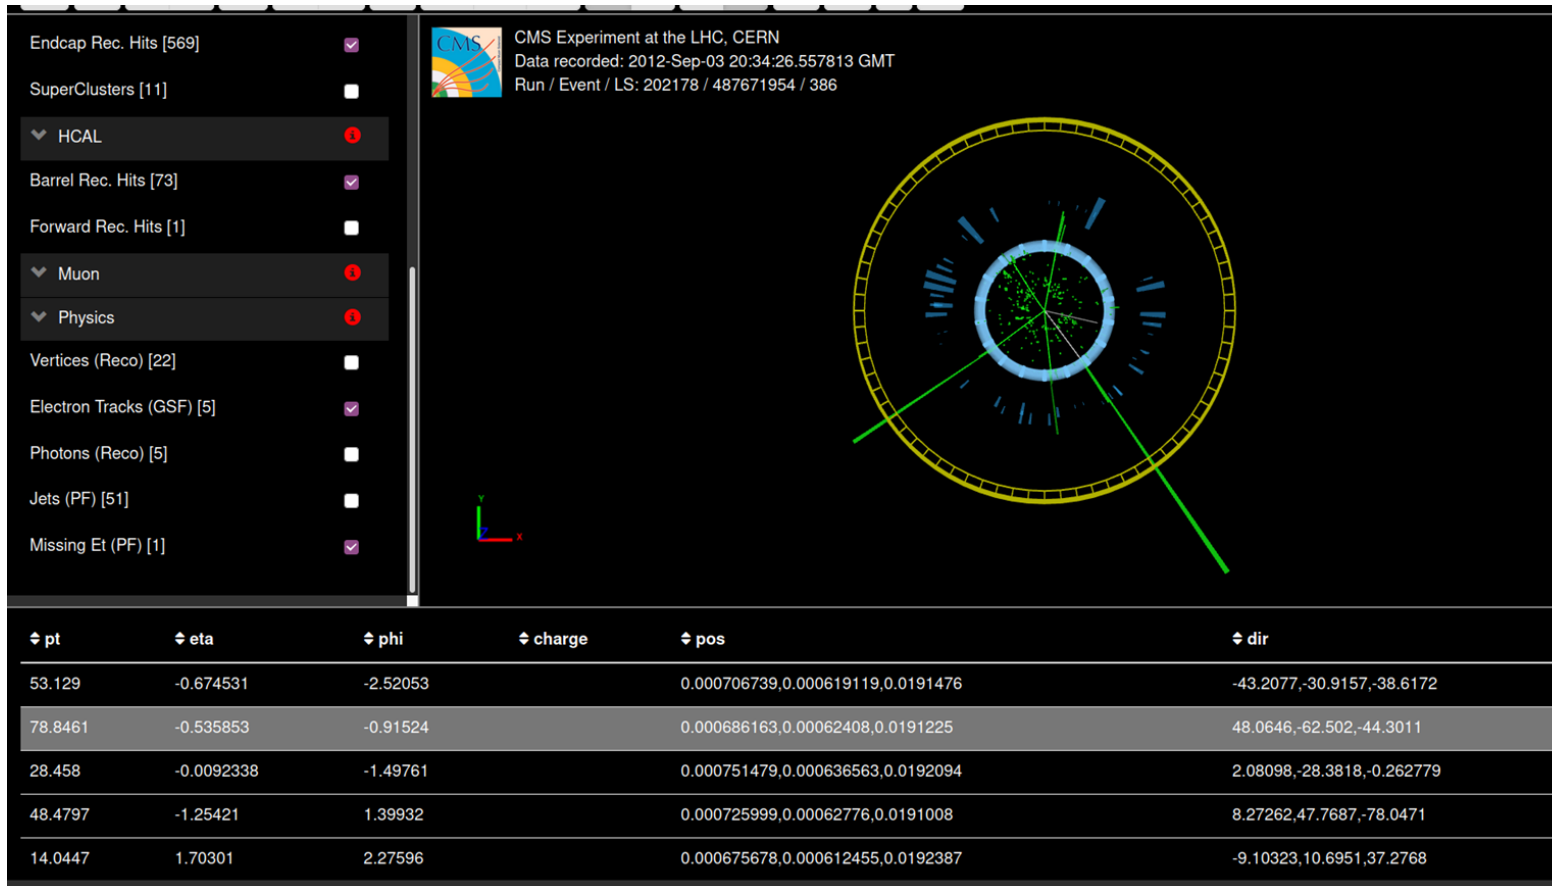 Endcap Rec. Hits [569]
SuperClusters [11]
HCAL
Barrel Rec. Hits [73]
Forward Rec. Hits [1]
Muon
Physics
Vertices (Reco) [22]
Electron Tracks (GSF) [5]
Photons (Reco) [5]
Jets (PF) [51]
Missing Et (PF) [1]
CMS
CMS Experiment at the LHC, CERN
Data recorded: 2012-Sep-03 20:34:26.557813 GMT
Run / Event / LS: 202178 / 487671954 / 386
Y
Z
X
pt eta phi charge pos dir
53.129 -0.674531 -2.52053 0.000706739,0.000619119,0.0191476 -43.2077,-30.9157,-38.6172
78.8461 -0.535853 -0.91524 0.000686163,0.00062408,0.0191225 48.0646,-62.502,-44.3011
28.458 -0.0092338 -1.49761 0.000751479,0.000636563,0.0192094 2.08098,-28.3818,-0.262779
48.4797 -1.25421 1.39932 0.000725999,0.00062776,0.0191008 8.27262,47.7687,-78.0471
14.0447 1.70301 2.27596 0.000675678,0.000612455,0.0192387 -9.10323,10.6951,37.2768